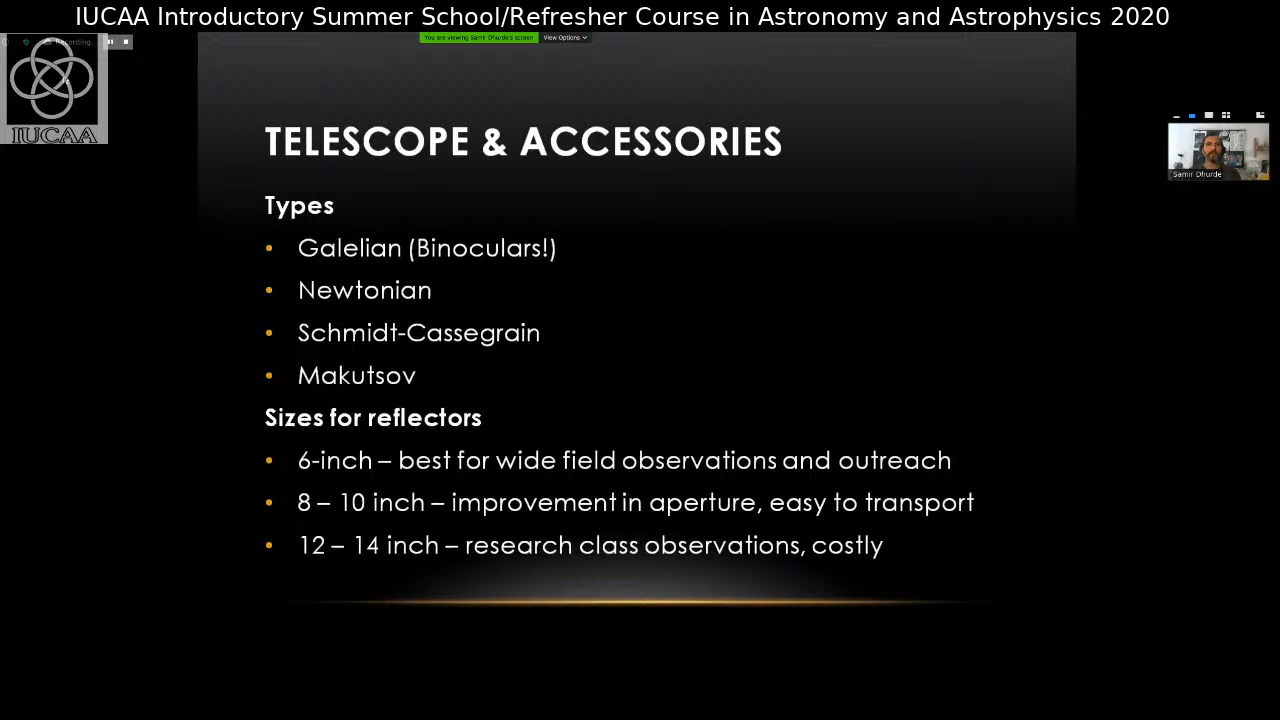 IUCAA Introductory Summer School/Refresher Course in Astronomy and Astrophysics 2020
Recording...
You are viewing Samir Dhurde's screen
View Options
IUCAA
TELESCOPE & ACCESSORIES
Samir Dhurde
Types
• Galelian (Binoculars!)
• Newtonian
• Schmidt-Cassegrain
• Makutsov
Sizes for reflectors
• 6-inch – best for wide field observations and outreach
• 8 – 10 inch – improvement in aperture, easy to transport
• 12 – 14 inch – research class observations, costly